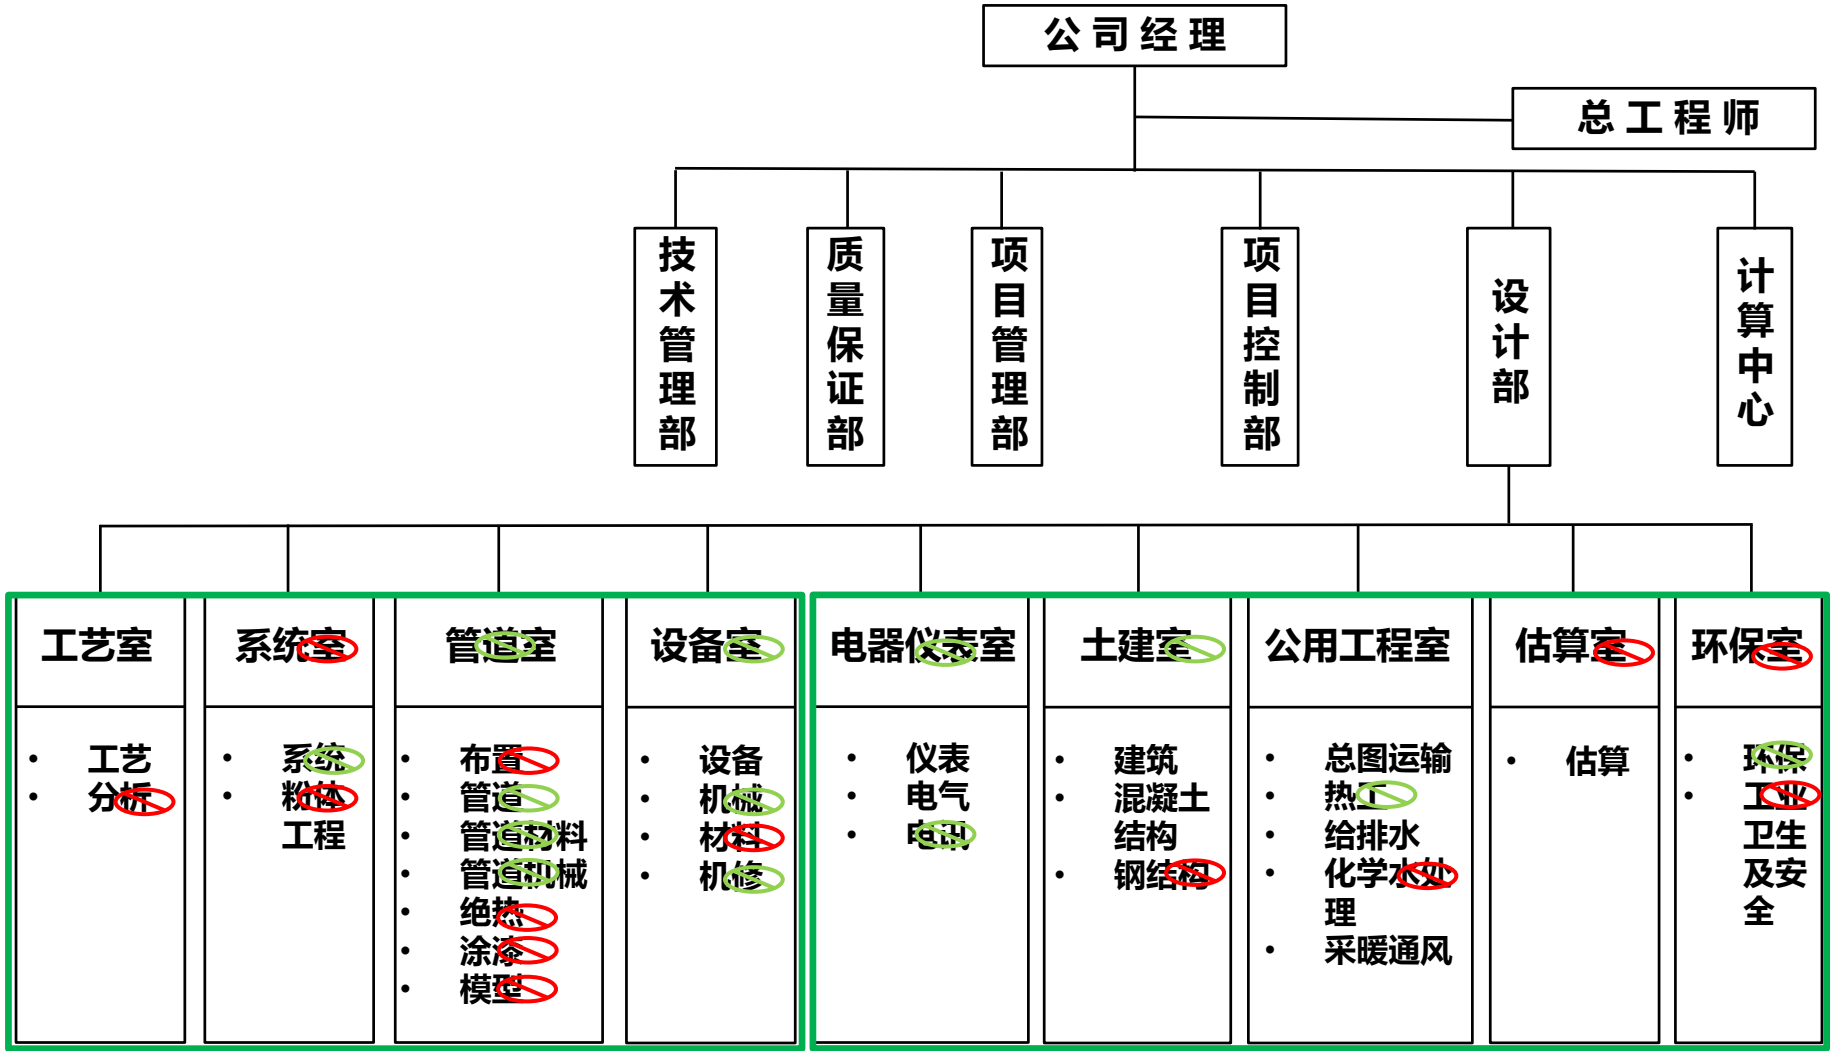 公司经理
总工程师
技术管理部
质量保证部
项目管理部
项目控制部
设计部
计算中心
工艺室
系统室
管道室
设备室
电器仪表室
土建室
公用工程室
估算室
环保室
• 工艺
• 分析
• 系统
• 粉体
工程
• 布置
• 管道
• 管道材料
• 管道机械
• 绝热
• 涂漆
• 模型
• 设备
• 机械
• 材料
• 机修
• 仪表
• 电气
• 电讯
• 建筑
• 混凝土
结构
• 钢结构
• 总图运输
• 热工
• 给排水
• 化学水处
理
• 采暖通风
• 估算
• 环保
• 工业
卫生
及安
全